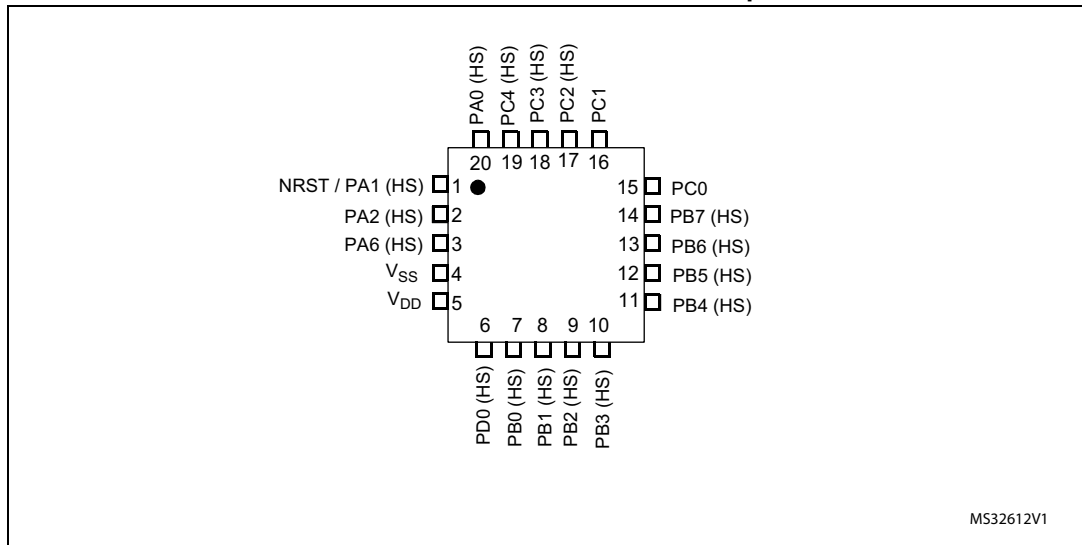 PA0 (HS)
PC4 (HS)
PC3 (HS)
PC2 (HS)
PC1
20 19 18 17 16
NRST / PA1 (HS) 1
PA2 (HS) 2
PA6 (HS) 3
VSS 4
VDD 5
15 PC0
14 PB7 (HS)
13 PB6 (HS)
12 PB5 (HS)
11 PB4 (HS)
6 7 8 9 10
PD0 (HS)
PB0 (HS)
PB1 (HS)
PB2 (HS)
PB3 (HS)
MS32612V1